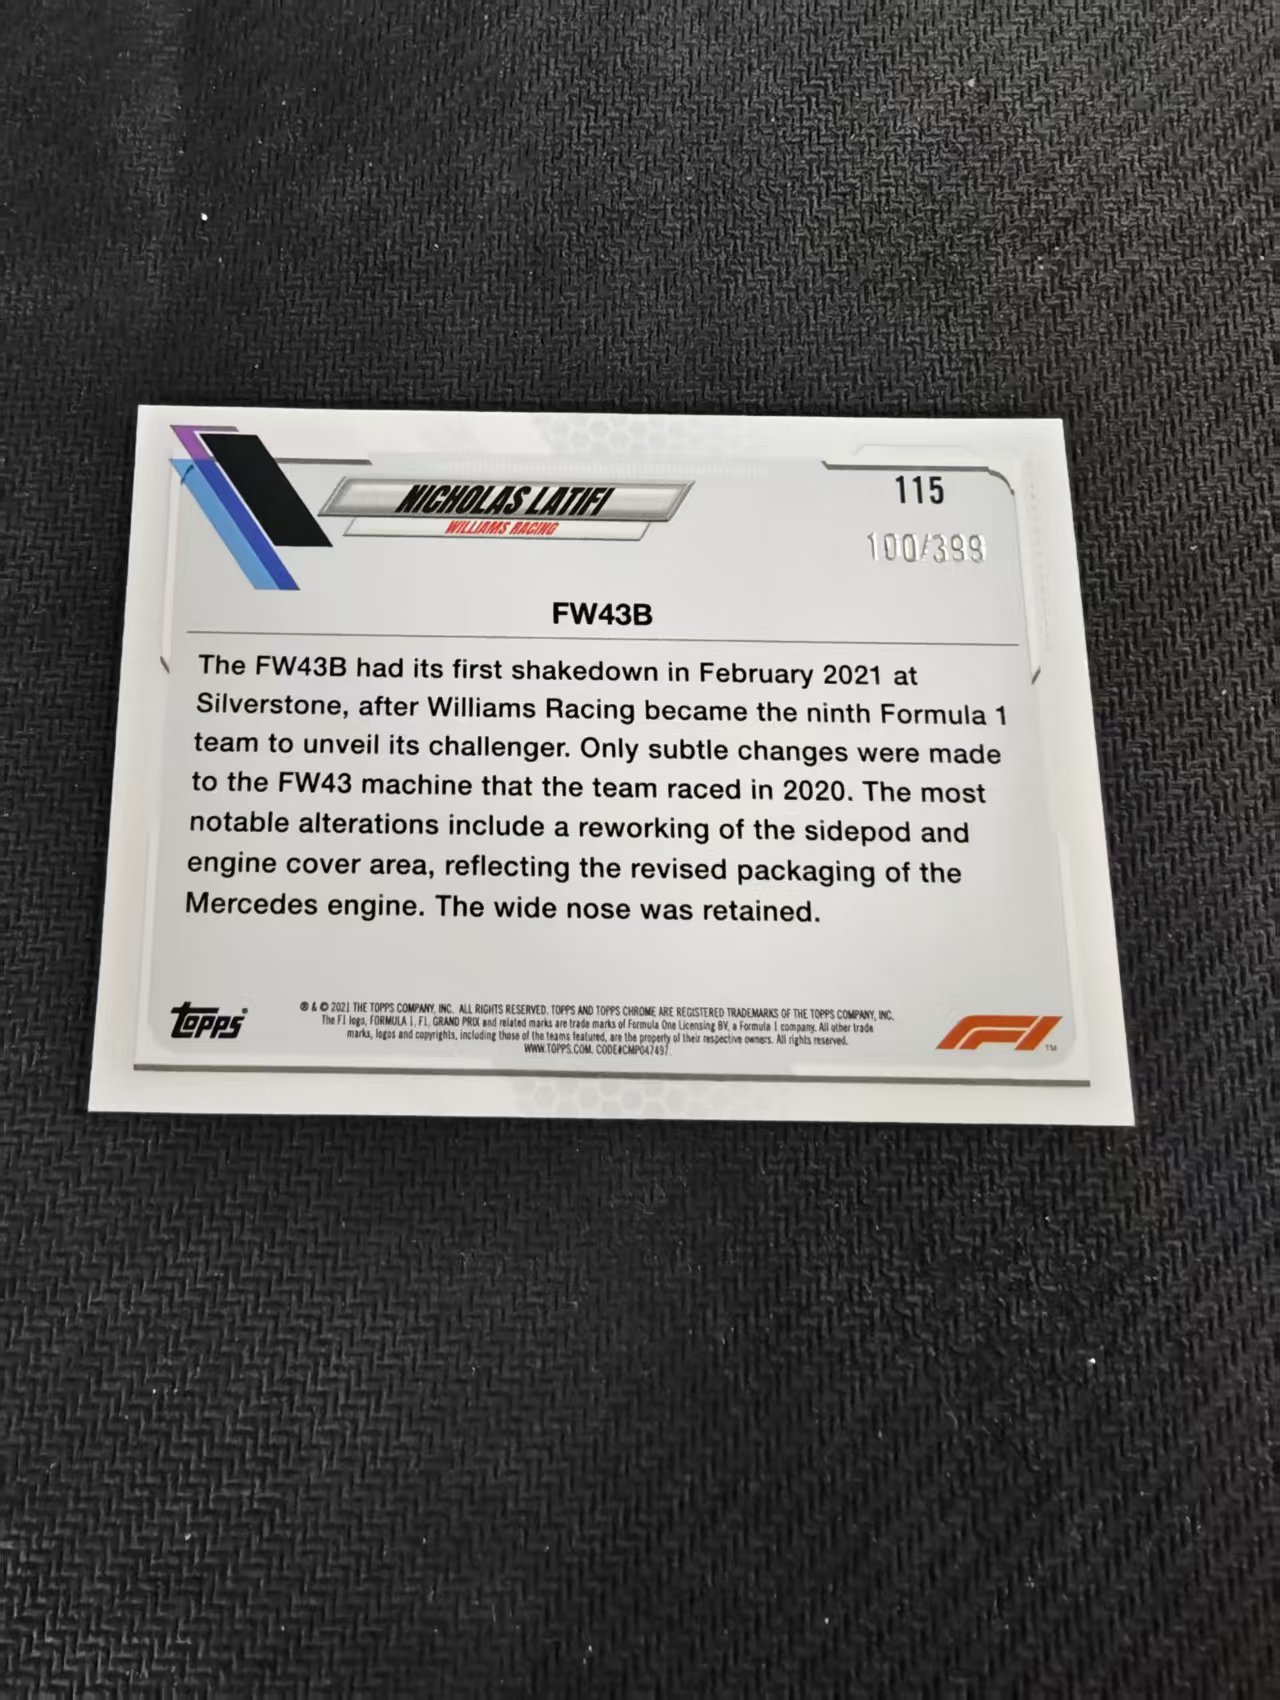 NICHOLAS LATIFI
WILLIAMS RACING
115
100/399
FW43B
The FW43B had its first shakedown in February 2021 at
Silverstone, after Williams Racing became the ninth Formula 1
team to unveil its challenger. Only subtle changes were made
to the FW43 machine that the team raced in 2020. The most
notable alterations include a reworking of the sidepod and
engine cover area, reflecting the revised packaging of the
Mercedes engine. The wide nose was retained.
topps
® & © 2021 THE TOPPS COMPANY, INC. ALL RIGHTS RESERVED. TOPPS AND TOPPS CHROME ARE REGISTERED TRADEMARKS OF THE TOPPS COMPANY, INC.
The F1 logo, FORMULA 1, F1, GRAND PRIX and related marks are trade marks of Formula One Licensing BV, a Formula 1 company. All other trade
marks, logos and copyrights, including those of the teams featured, are the property of their respective owners. All rights reserved.
WWW.TOPPS.COM. CODE#CMP047497
F1 ™